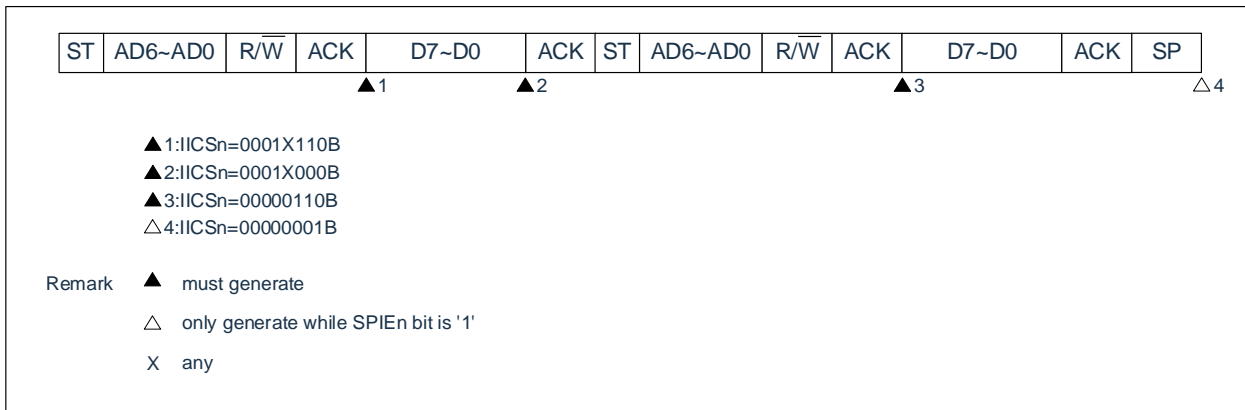 ST AD6~AD0 R/W̅ ACK D7~D0 ACK ST AD6~AD0 R/W̅ ACK D7~D0 ACK SP
▲1 ▲2 ▲3 △4
▲1:IICSn=0001X110B
▲2:IICSn=0001X000B
▲3:IICSn=00000110B
△4:IICSn=00000001B
Remark ▲ must generate
△ only generate while SPIEn bit is '1'
X any